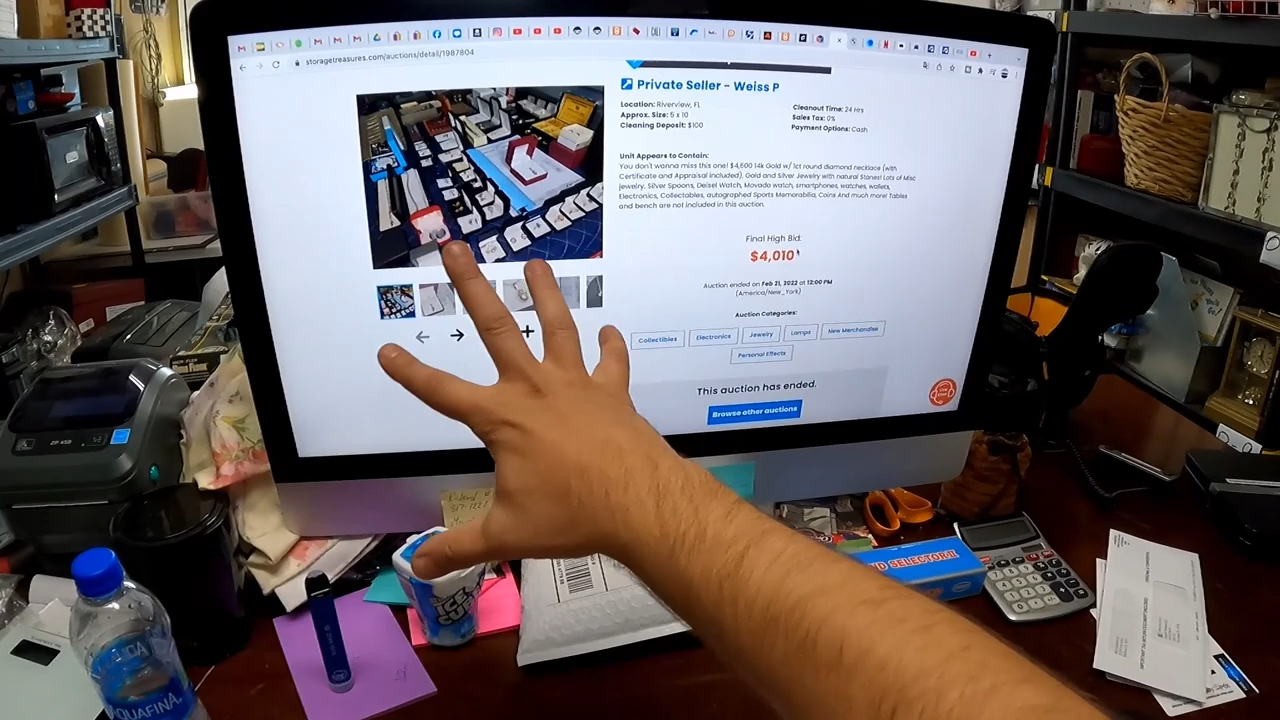 storagetreasures.com/auctions/detail/1987804
Private Seller - Weiss P
Location: Riverview, FL
Approx. Size: 5 x 10
Cleaning Deposit: $100
Cleanout Time: 24 Hrs
Sales Tax: 0%
Payment Options: Cash
Unit Appears to Contain:
You don't wanna miss this one! $4,600 14k Gold w/ 1ct round diamond necklace (with
Certificate and Appraisal included), Gold and Silver Jewelry with natural Stones! Lots of Misc
jewelry, Silver Spoons, Deisel Watch, Movado watch, smartphones, watches, wallets,
Electronics, Collectables, autographed Sports Memorabilia, Coins And much more! Tables
and bench are not included in this auction.
Final High Bid:
$4,010
Auction ended on Feb 21, 2022 at 12:00 PM
(America/New_York)
Auction Categories:
Collectibles
Electronics
Jewelry
Lamps
New Merchandise
Personal Effects
This auction has ended.
Browse other auctions
ZP 450
ICE
CUBE
AQUAFINA